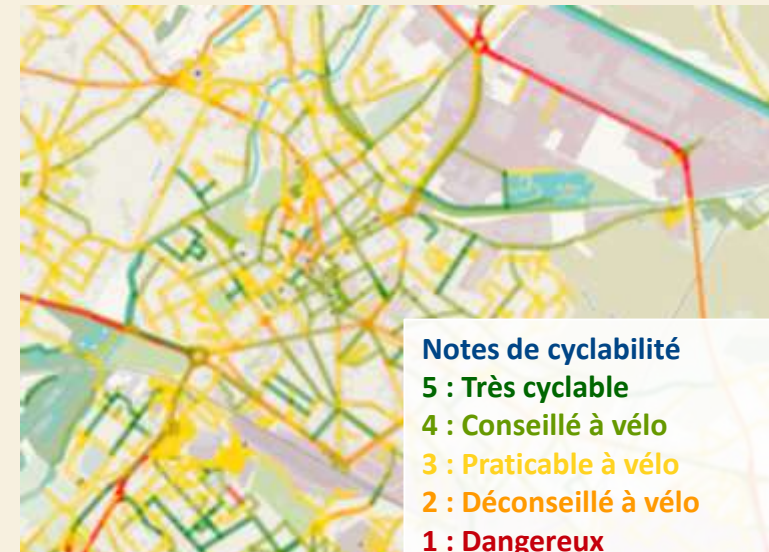 Notes de cyclabilité
5 : Très cyclable
4 : Conseillé à vélo
3 : Praticable à vélo
2 : Déconseillé à vélo
1 : Dangereux